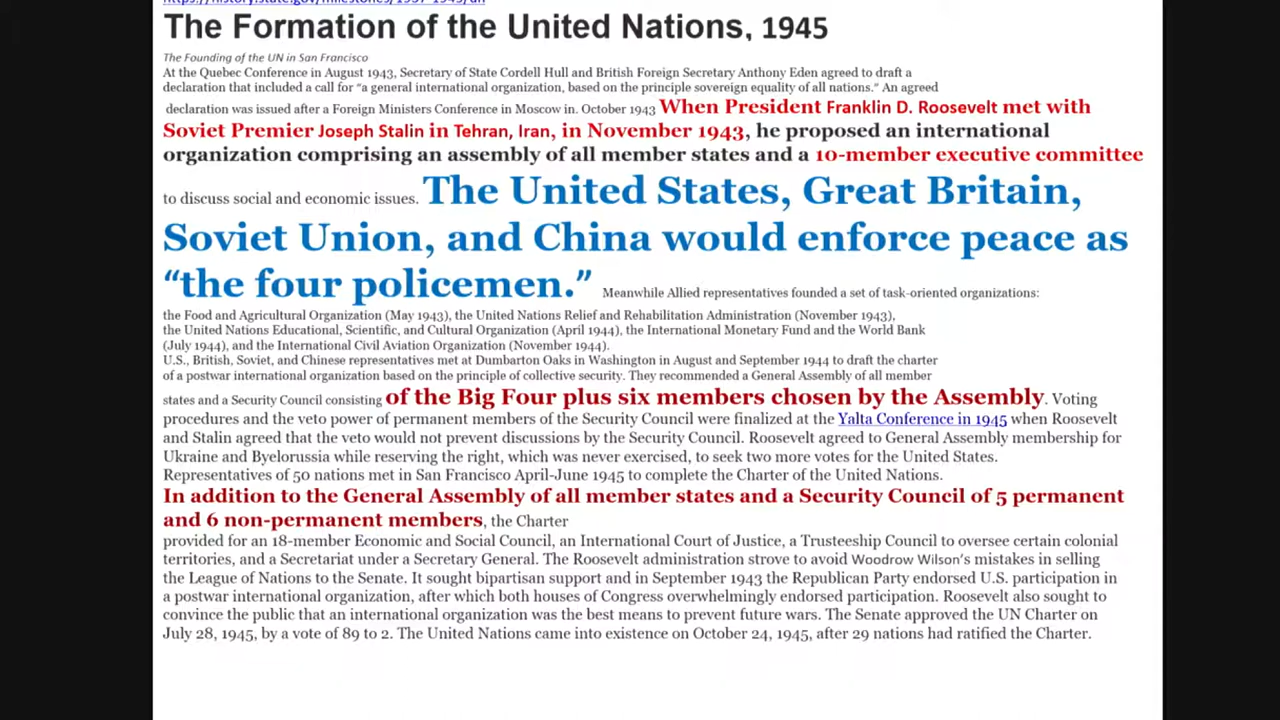 https://history.state.gov/milestones/1937-1945/un
The Formation of the United Nations, 1945
The Founding of the UN in San Francisco
At the Quebec Conference in August 1943, Secretary of State Cordell Hull and British Foreign Secretary Anthony Eden agreed to draft a
declaration that included a call for “a general international organization, based on the principle sovereign equality of all nations.” An agreed
declaration was issued after a Foreign Ministers Conference in Moscow in. October 1943 When President Franklin D. Roosevelt met with
Soviet Premier Joseph Stalin in Tehran, Iran, in November 1943, he proposed an international
organization comprising an assembly of all member states and a 10-member executive committee
to discuss social and economic issues. The United States, Great Britain,
Soviet Union, and China would enforce peace as
“the four policemen.” Meanwhile Allied representatives founded a set of task-oriented organizations:
the Food and Agricultural Organization (May 1943), the United Nations Relief and Rehabilitation Administration (November 1943),
the United Nations Educational, Scientific, and Cultural Organization (April 1944), the International Monetary Fund and the World Bank
(July 1944), and the International Civil Aviation Organization (November 1944).
U.S., British, Soviet, and Chinese representatives met at Dumbarton Oaks in Washington in August and September 1944 to draft the charter
of a postwar international organization based on the principle of collective security. They recommended a General Assembly of all member
states and a Security Council consisting of the Big Four plus six members chosen by the Assembly. Voting
procedures and the veto power of permanent members of the Security Council were finalized at the Yalta Conference in 1945 when Roosevelt
and Stalin agreed that the veto would not prevent discussions by the Security Council. Roosevelt agreed to General Assembly membership for
Ukraine and Byelorussia while reserving the right, which was never exercised, to seek two more votes for the United States.
Representatives of 50 nations met in San Francisco April-June 1945 to complete the Charter of the United Nations.
In addition to the General Assembly of all member states and a Security Council of 5 permanent
and 6 non-permanent members, the Charter
provided for an 18-member Economic and Social Council, an International Court of Justice, a Trusteeship Council to oversee certain colonial
territories, and a Secretariat under a Secretary General. The Roosevelt administration strove to avoid Woodrow Wilson’s mistakes in selling
the League of Nations to the Senate. It sought bipartisan support and in September 1943 the Republican Party endorsed U.S. participation in
a postwar international organization, after which both houses of Congress overwhelmingly endorsed participation. Roosevelt also sought to
convince the public that an international organization was the best means to prevent future wars. The Senate approved the UN Charter on
July 28, 1945, by a vote of 89 to 2. The United Nations came into existence on October 24, 1945, after 29 nations had ratified the Charter.